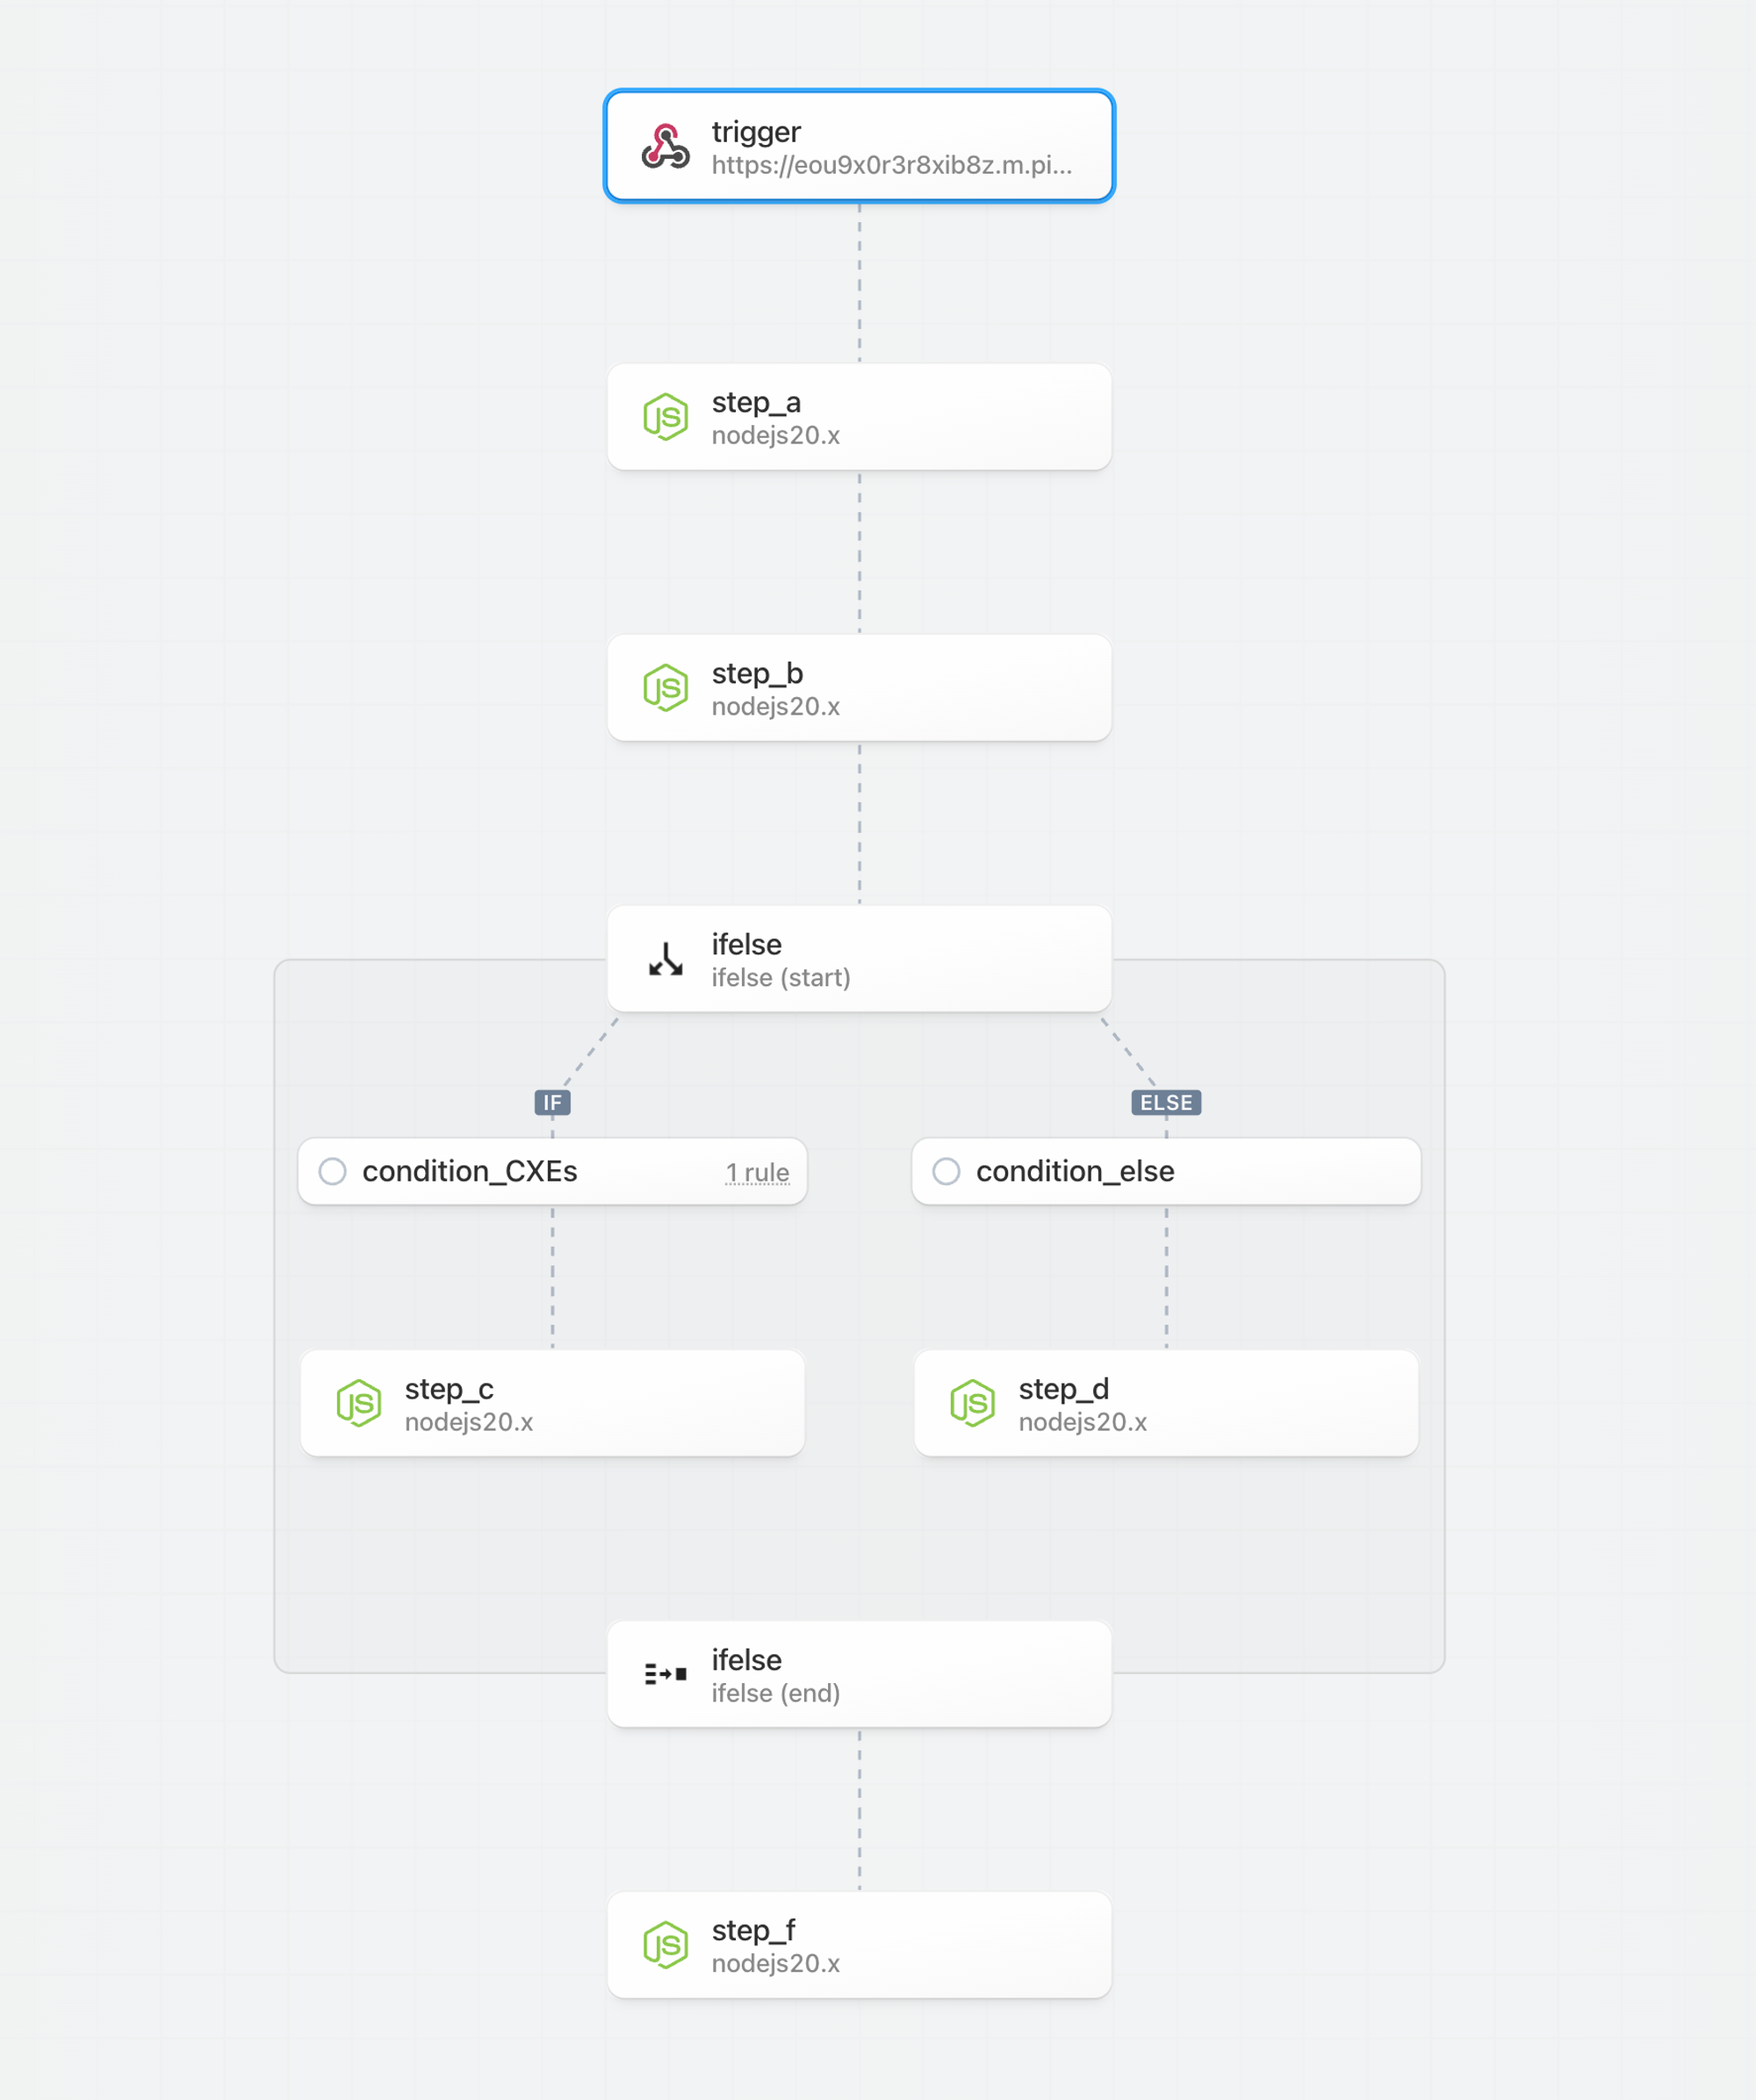 trigger
https://eou9x0r3r8xib8z.m.pi...
JS
step_a
nodejs20.x
JS
step_b
nodejs20.x
ifelse
ifelse (start)
IF
ELSE
condition_CXEs
1 rule
condition_else
JS
step_c
nodejs20.x
JS
step_d
nodejs20.x
ifelse
ifelse (end)
JS
step_f
nodejs20.x